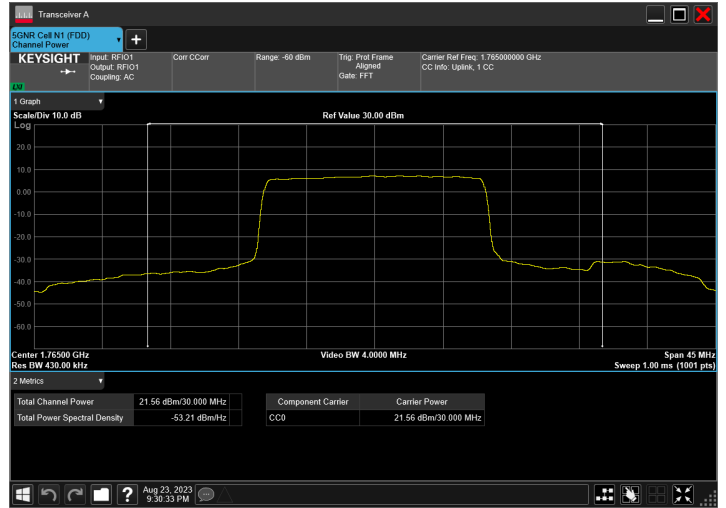 Transceiver A
5GNR Cell N1 (FDD)
Channel Power
KEYSIGHT
Input: RFIO1
Output: RFIO1
Coupling: AC
Corr CCorr
Range: -60 dBm
Trig: Prot Frame
Aligned
Gate: FFT
Carrier Ref Freq: 1.765000000 GHz
CC Info: Uplink, 1 CC
LXI
1 Graph
Scale/Div 10.0 dB
Ref Value 30.00 dBm
Log
20.0
10.0
0.00
-10.0
-20.0
-30.0
-40.0
-50.0
-60.0
Center 1.76500 GHz
Video BW 4.0000 MHz
Span 45 MHz
Res BW 430.00 kHz
Sweep 1.00 ms (1001 pts)
2 Metrics
Total Channel Power 21.56 dBm/30.000 MHz
Total Power Spectral Density -53.21 dBm/Hz
Component Carrier Carrier Power
CC0 21.56 dBm/30.000 MHz
Aug 23, 2023
9:30:33 PM